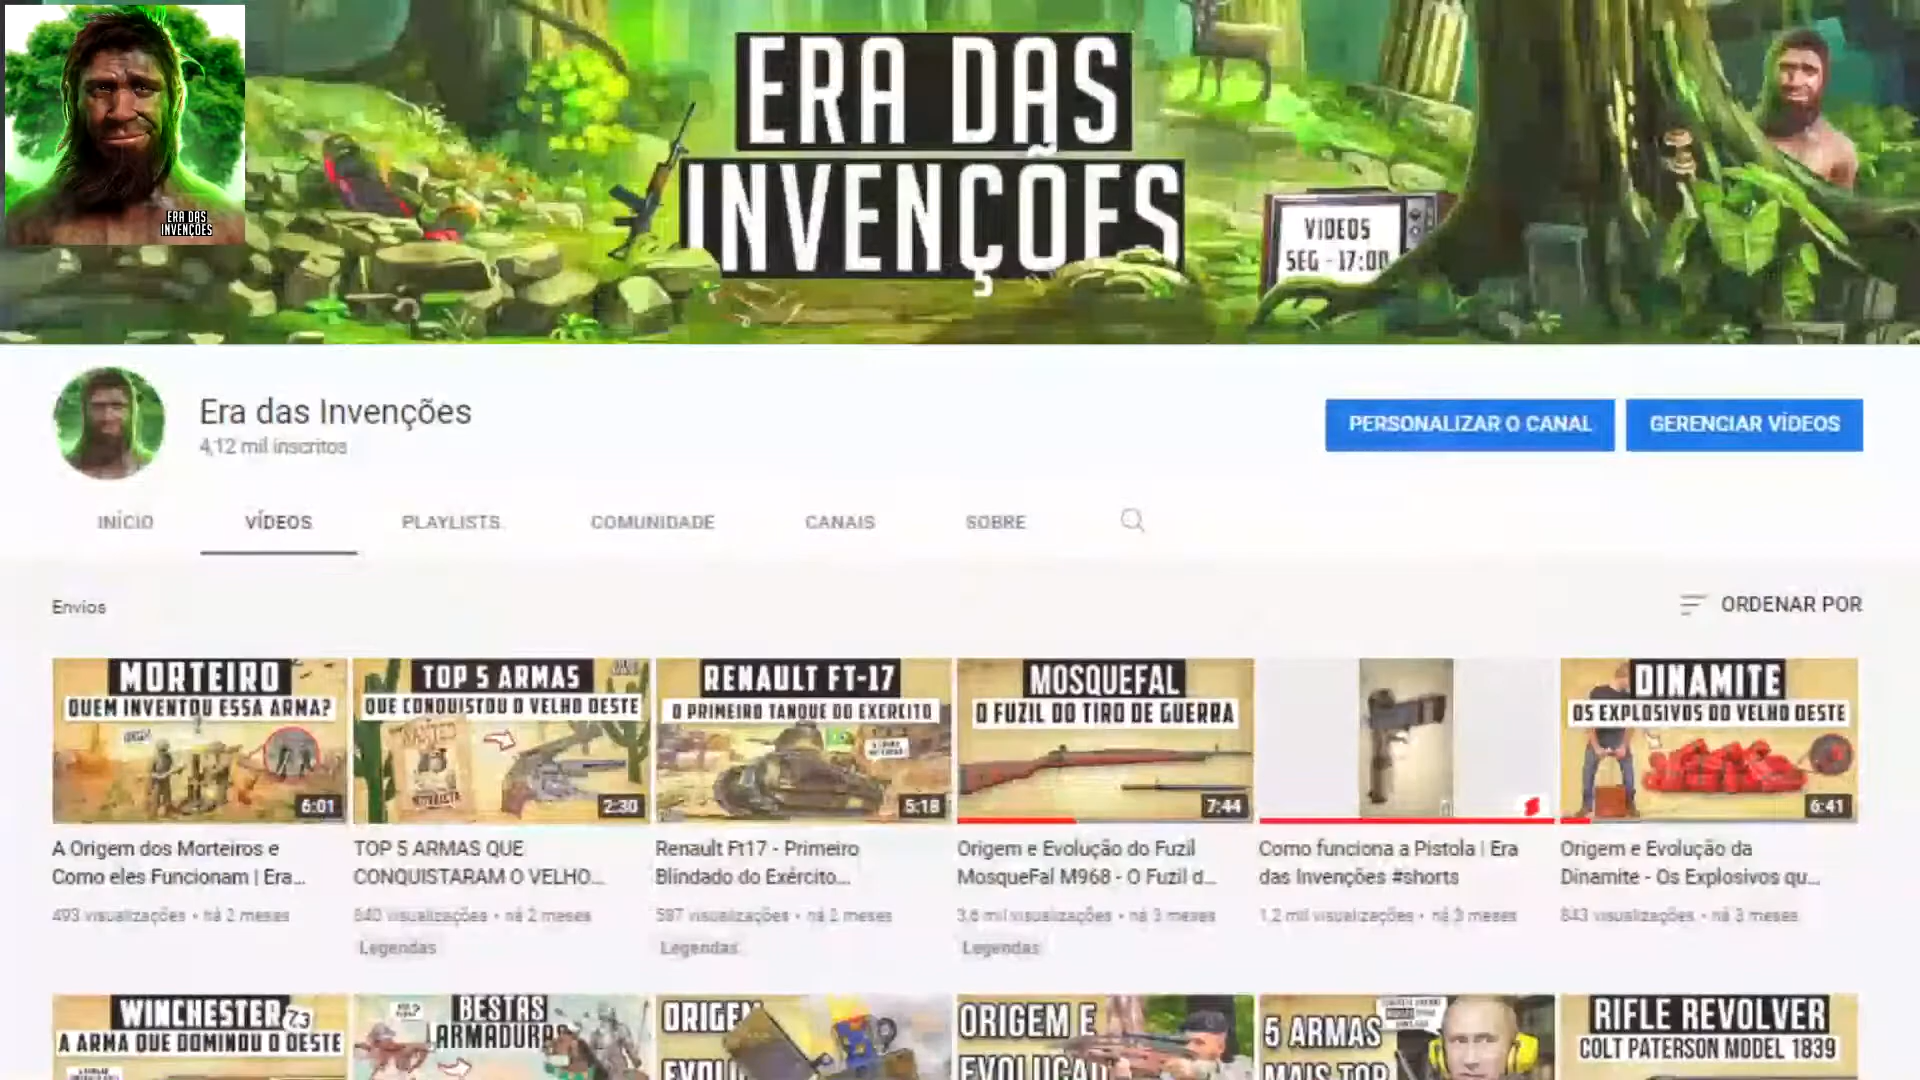 ERA DAS
INVENÇÕES
ERA DAS
INVENÇÕES
VIDEOS
SEG - 17:00
Era das Invenções
4,12 mil inscritos
PERSONALIZAR O CANAL
GERENCIAR VÍDEOS
INÍCIO
VÍDEOS
PLAYLISTS
COMUNIDADE
CANAIS
SOBRE
Envios
ORDENAR POR
MORTEIRO
QUEM INVENTOU ESSA ARMA?
6:01
A Origem dos Morteiros e
Como eles Funcionam | Era...
493 visualizações • há 2 meses
TOP 5 ARMAS
QUE CONQUISTOU O VELHO OESTE
2:30
TOP 5 ARMAS QUE
CONQUISTARAM O VELHO...
640 visualizações • há 2 meses
Legendas
RENAULT FT-17
O PRIMEIRO TANQUE DO EXERCITO
5:18
Renault Ft17 - Primeiro
Blindado do Exército...
597 visualizações • há 2 meses
Legendas
MOSQUEFAL
O FUZIL DO TIRO DE GUERRA
7:44
Origem e Evolução do Fuzil
MosqueFal M968 - O Fuzil d...
3,6 mil visualizações • há 3 meses
Legendas
Como funciona a Pistola | Era
das Invenções #shorts
1,2 mil visualizações • há 3 meses
DINAMITE
OS EXPLOSIVOS DO VELHO OESTE
6:41
Origem e Evolução da
Dinamite - Os Explosivos qu...
843 visualizações • há 3 meses
WINCHESTER 73
A ARMA QUE DOMINOU O OESTE
BESTAS
ARMADURAS
ORIGEM
ORIGEM E
EVOLUÇÃO
5 ARMAS
MAIS TOP
RIFLE REVOLVER
COLT PATERSON MODEL 1839